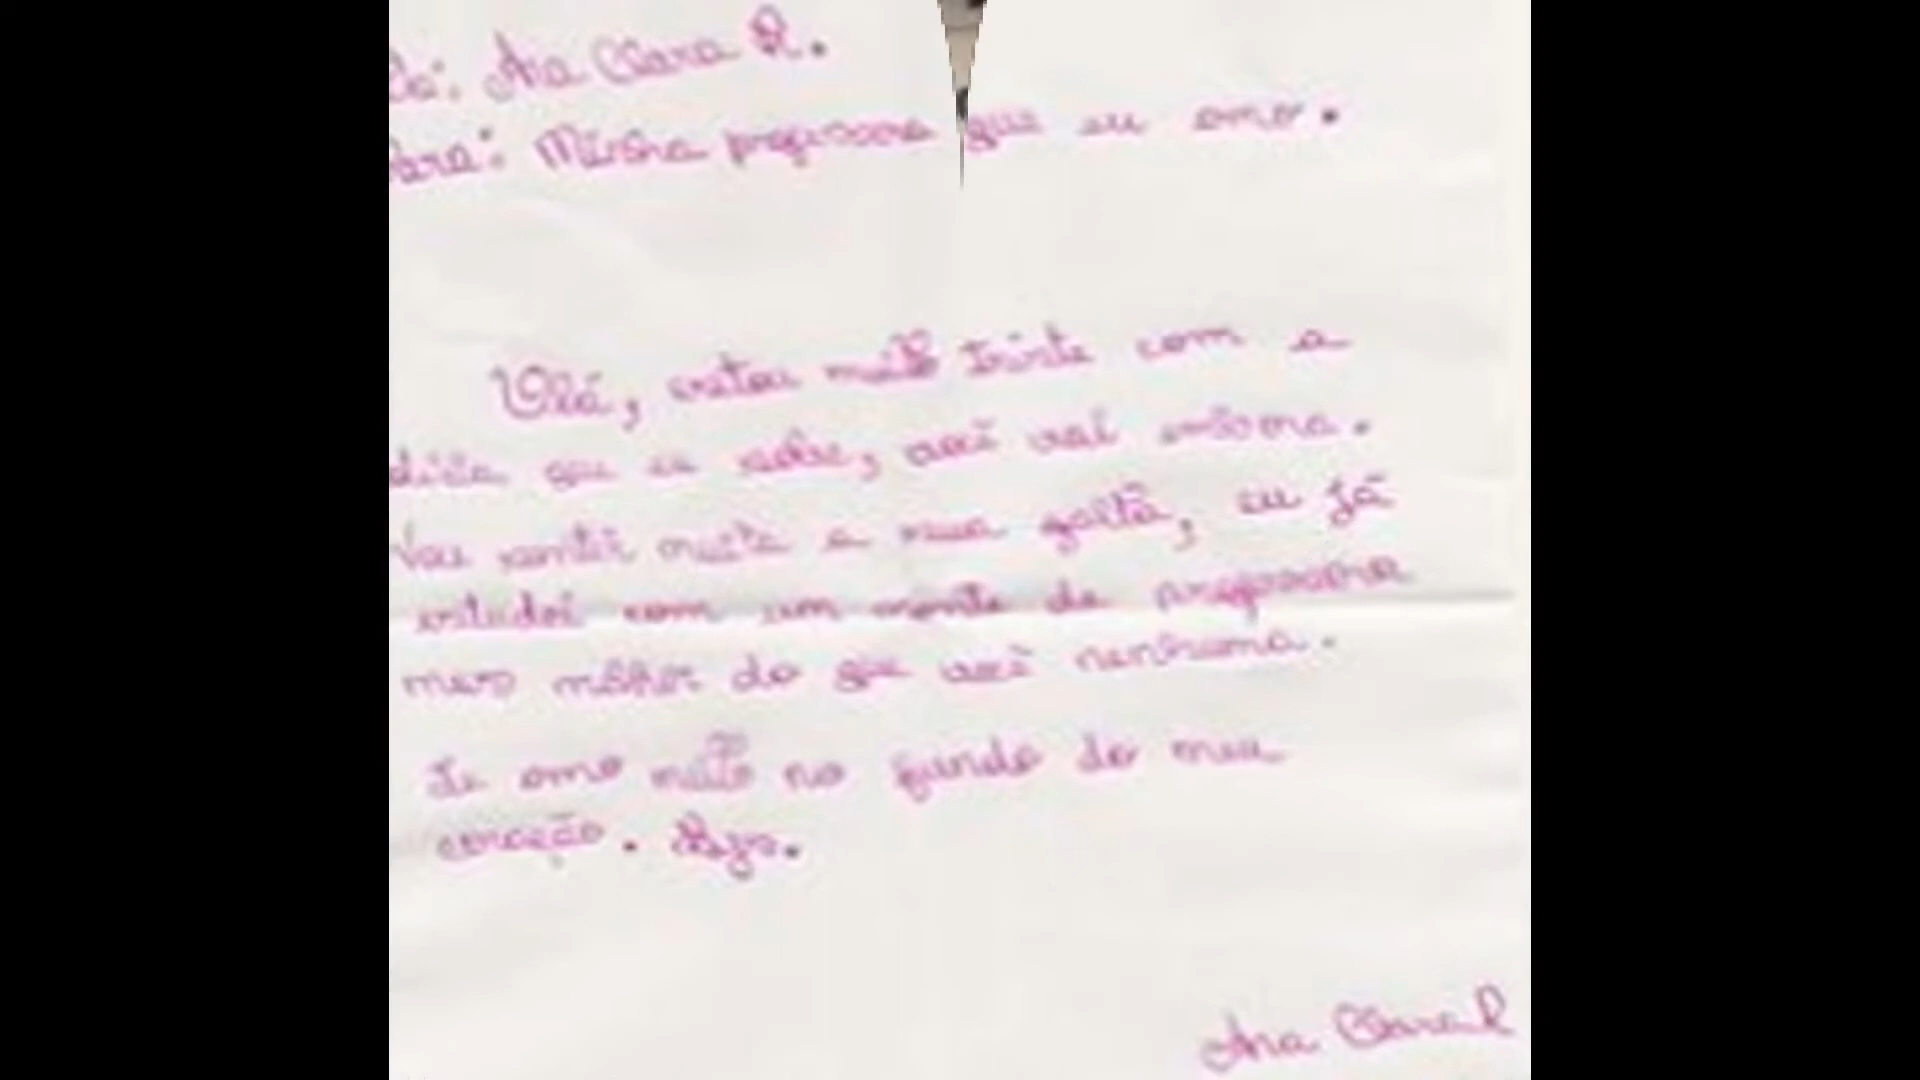 De: Ana Clara R.
Para: Minha professora que eu amo.
Olá, estou muito triste com a
que eu soube, você vai embora.
Vou sentir muito a sua falta, eu já
estudei com um monte de professora
mas melhor do que você nenhuma.
Te amo muito no fundo do meu
coração. Bjs.
Ana Clara R